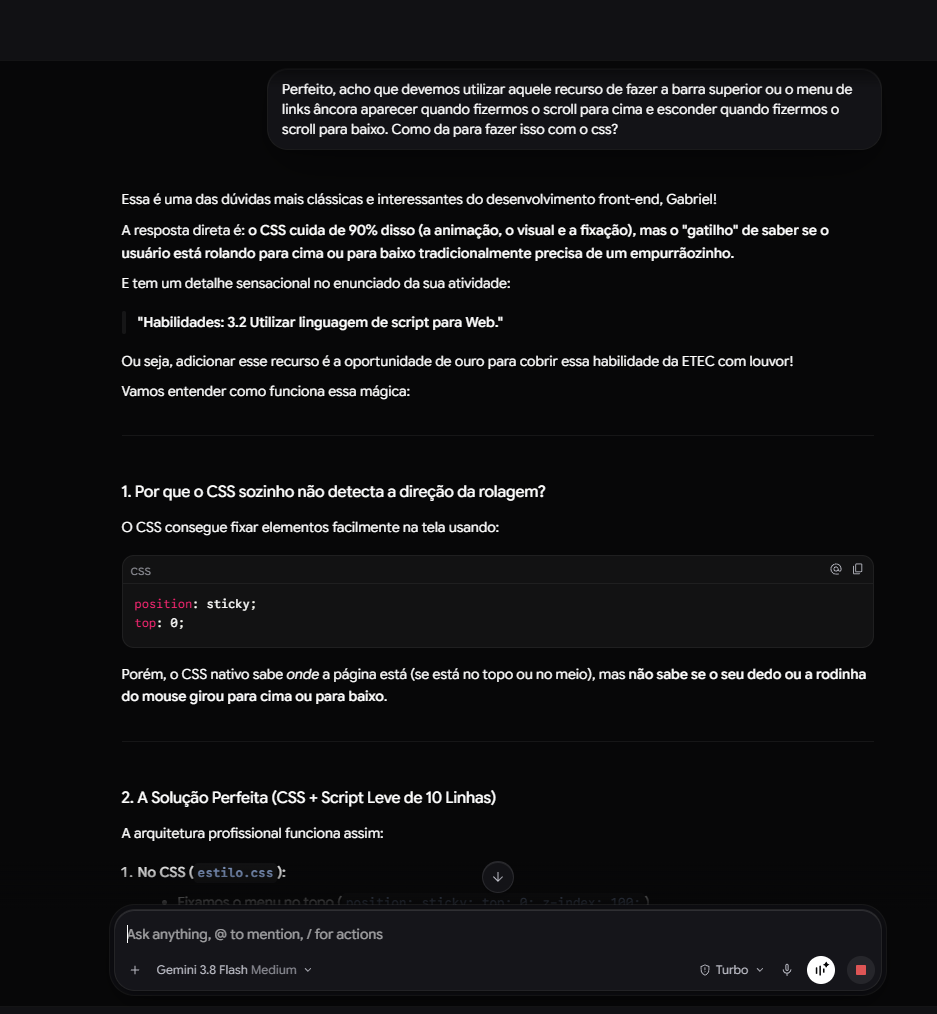 Perfeito, acho que devemos utilizar aquele recurso de fazer a barra superior ou o menu de
links âncora aparecer quando fizermos o scroll para cima e esconder quando fizermos o
scroll para baixo. Como da para fazer isso com o css?
Essa é uma das dúvidas mais clássicas e interessantes do desenvolvimento front-end, Gabriel!
A resposta direta é: o CSS cuida de 90% disso (a animação, o visual e a fixação), mas o "gatilho" de saber se o
usuário está rolando para cima ou para baixo tradicionalmente precisa de um empurrãozinho.
E tem um detalhe sensacional no enunciado da sua atividade:
"Habilidades: 3.2 Utilizar linguagem de script para Web."
Ou seja, adicionar esse recurso é a oportunidade de ouro para cobrir essa habilidade da ETEC com louvor!
Vamos entender como funciona essa mágica:
1. Por que o CSS sozinho não detecta a direção da rolagem?
O CSS consegue fixar elementos facilmente na tela usando:
CSS
position: sticky;
top: 0;
Porém, o CSS nativo sabe onde a página está (se está no topo ou no meio), mas não sabe se o seu dedo ou a rodinha
do mouse girou para cima ou para baixo.
2. A Solução Perfeita (CSS + Script Leve de 10 Linhas)
A arquitetura profissional funciona assim:
1. No CSS ( estilo.css ):
Fixamos o menu no topo ( position: sticky; top: 0; z-index: 100; )
Ask anything, @ to mention, / for actions
Gemini 3.8 Flash Medium
Turbo